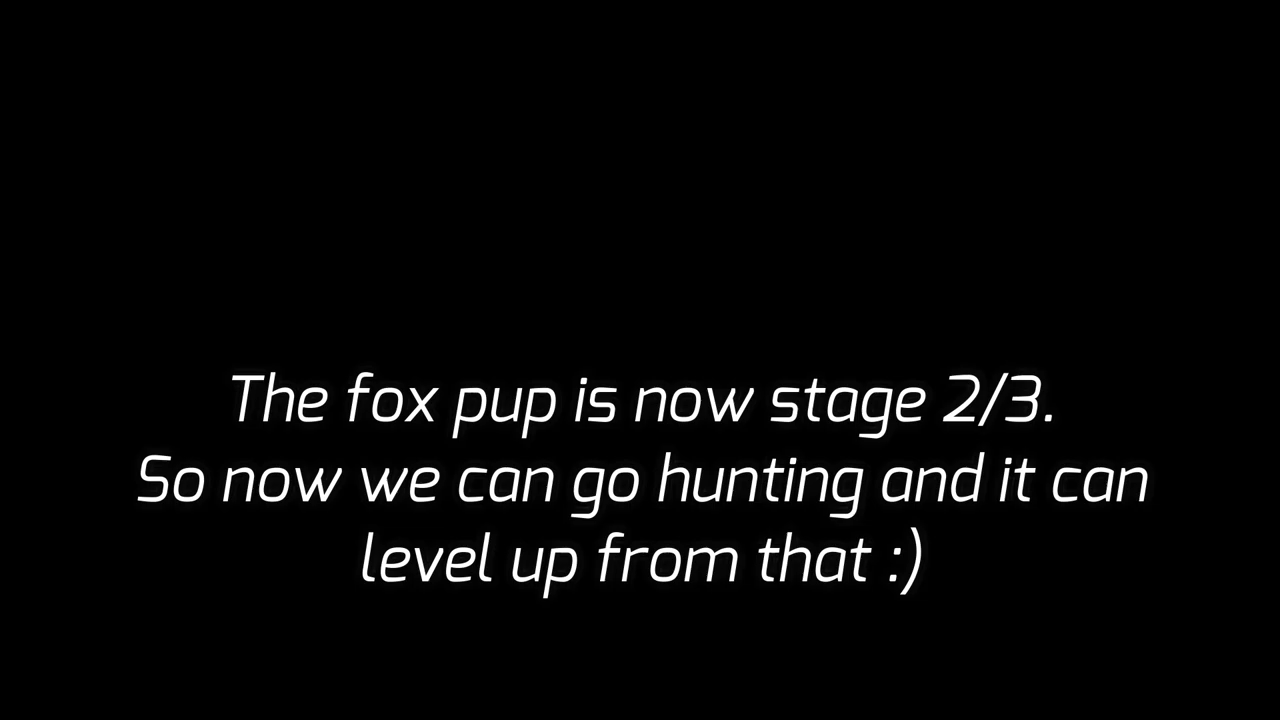 The fox pup is now stage 2/3.
So now we can go hunting and it can
level up from that :)